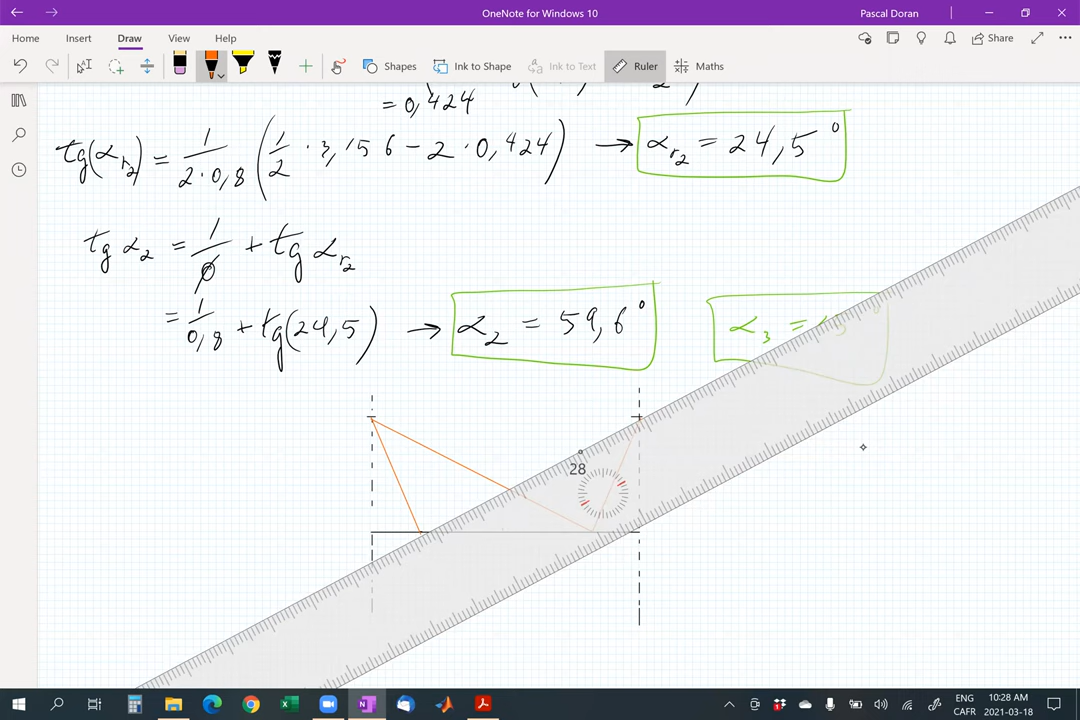 OneNote for Windows 10
Pascal Doran
Home Insert Draw View Help
Share
Shapes Ink to Shape Ink to Text Ruler Maths
= 0,424
tg(αr2) = 1/(2·0,8) (1/2 · 3,156 - 2 · 0,424) → αr2 = 24,5°
tg α2 = 1/ϕ + tg αr2
= 1/0,8 + tg(24,5) → α2 = 59,6° α3 =
28°
ENG 10:28 AM
CAFR 2021-03-18